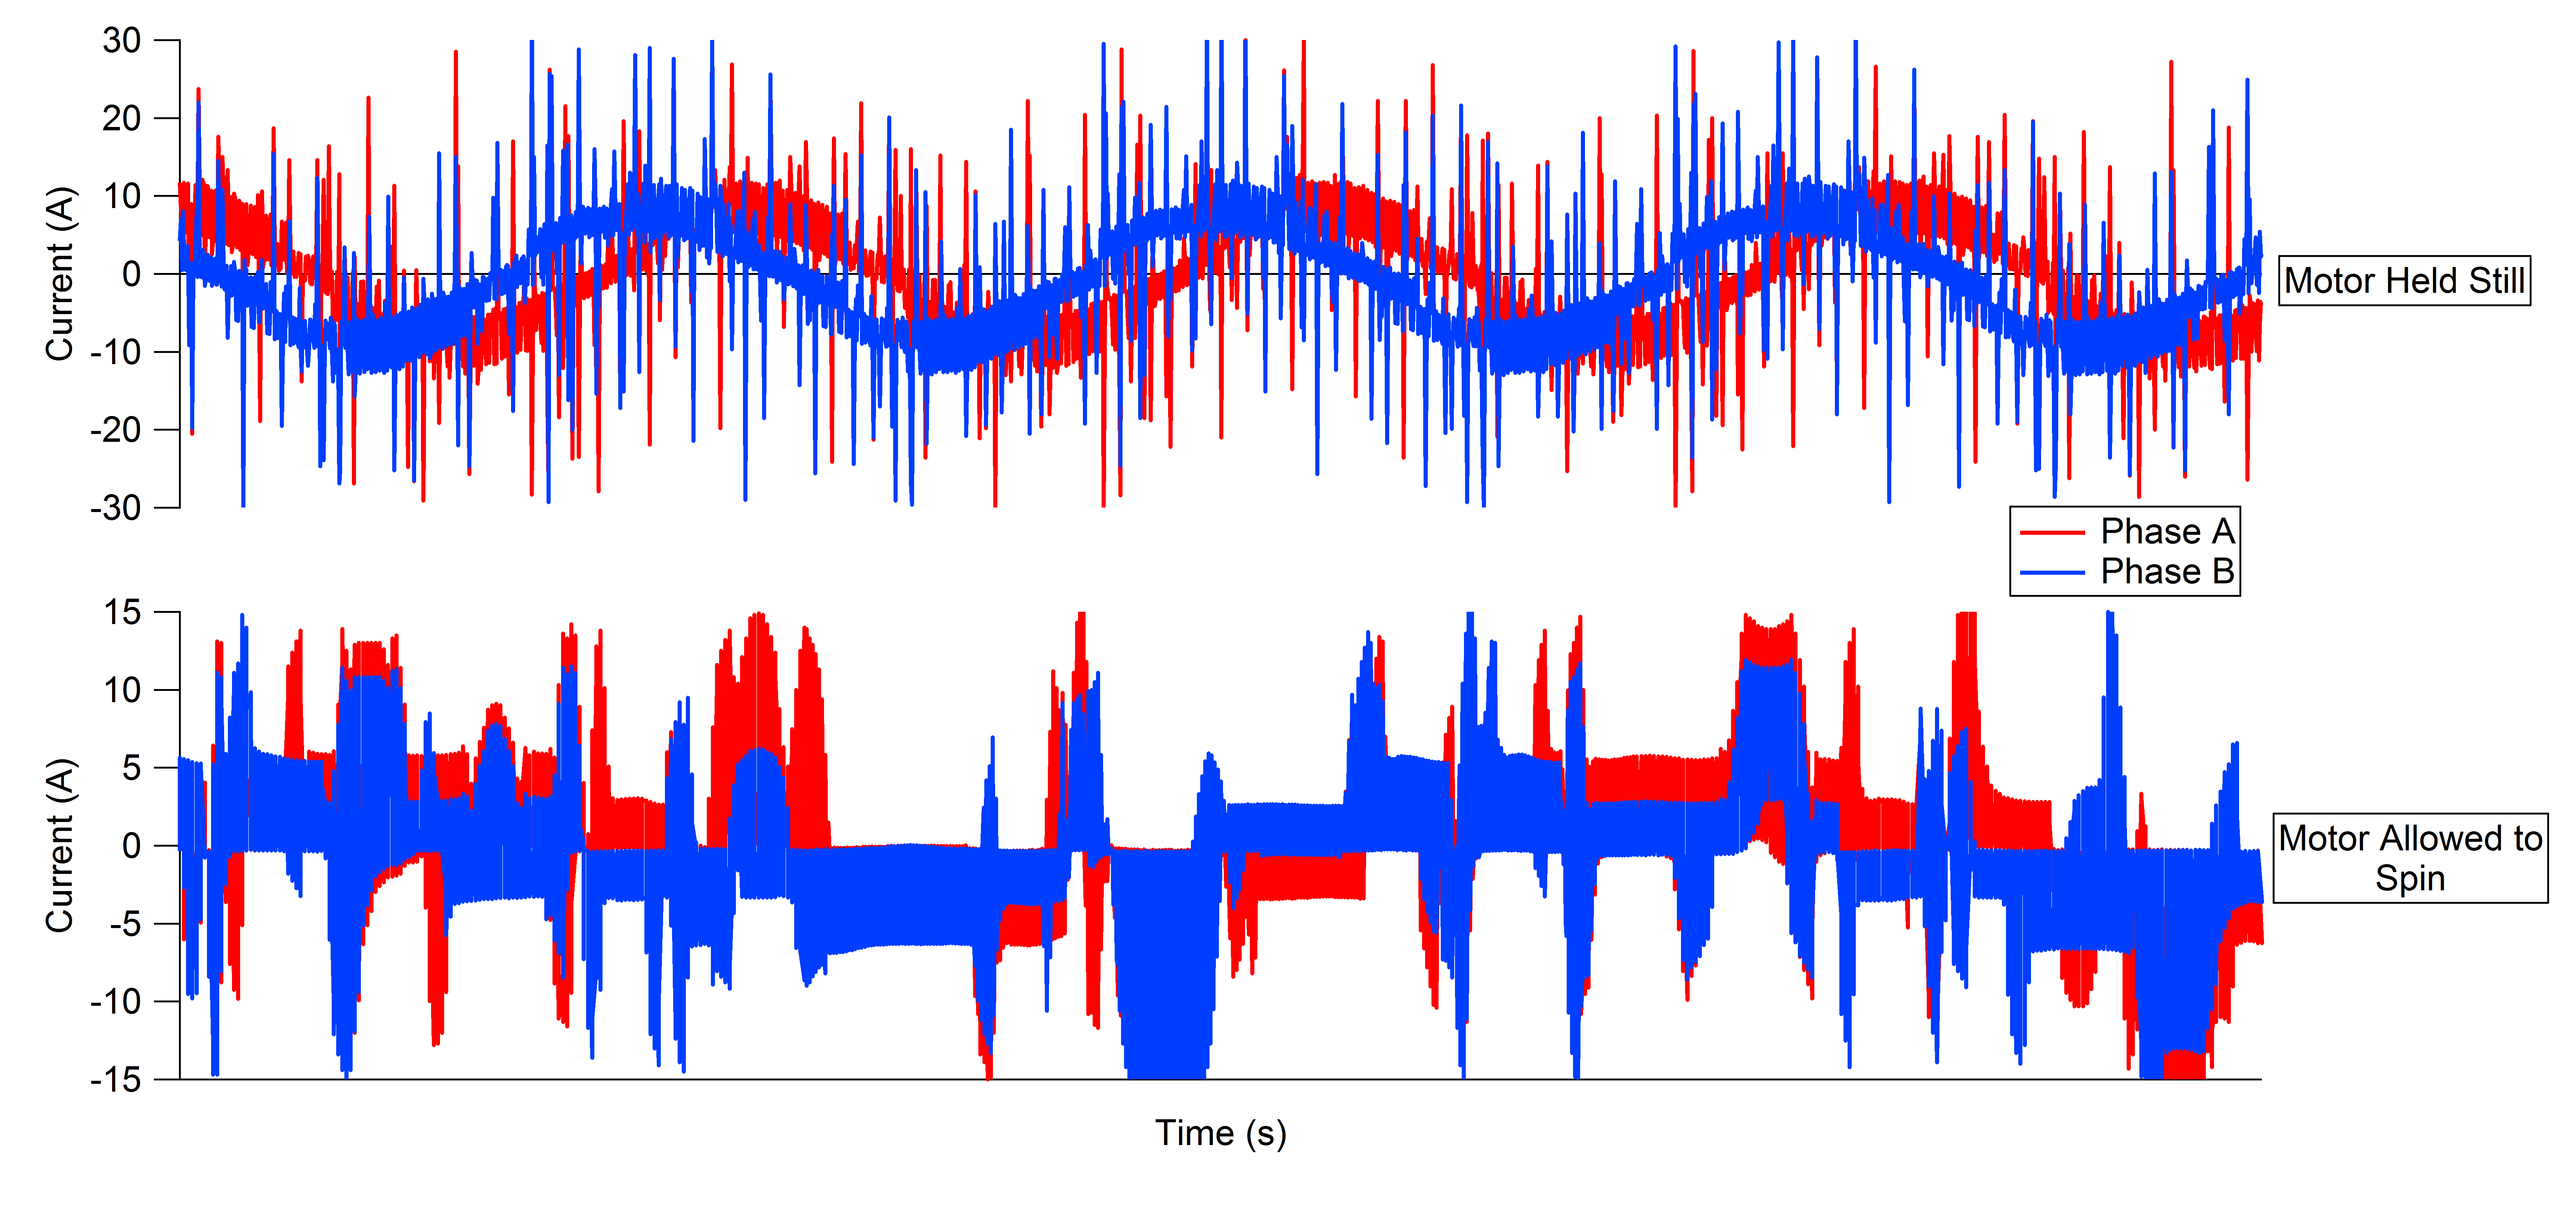 30
20
10
0
-10
-20
-30
Current (A)
Motor Held Still
Phase A
Phase B
15
10
5
0
-5
-10
-15
Current (A)
Motor Allowed to
Spin
Time (s)